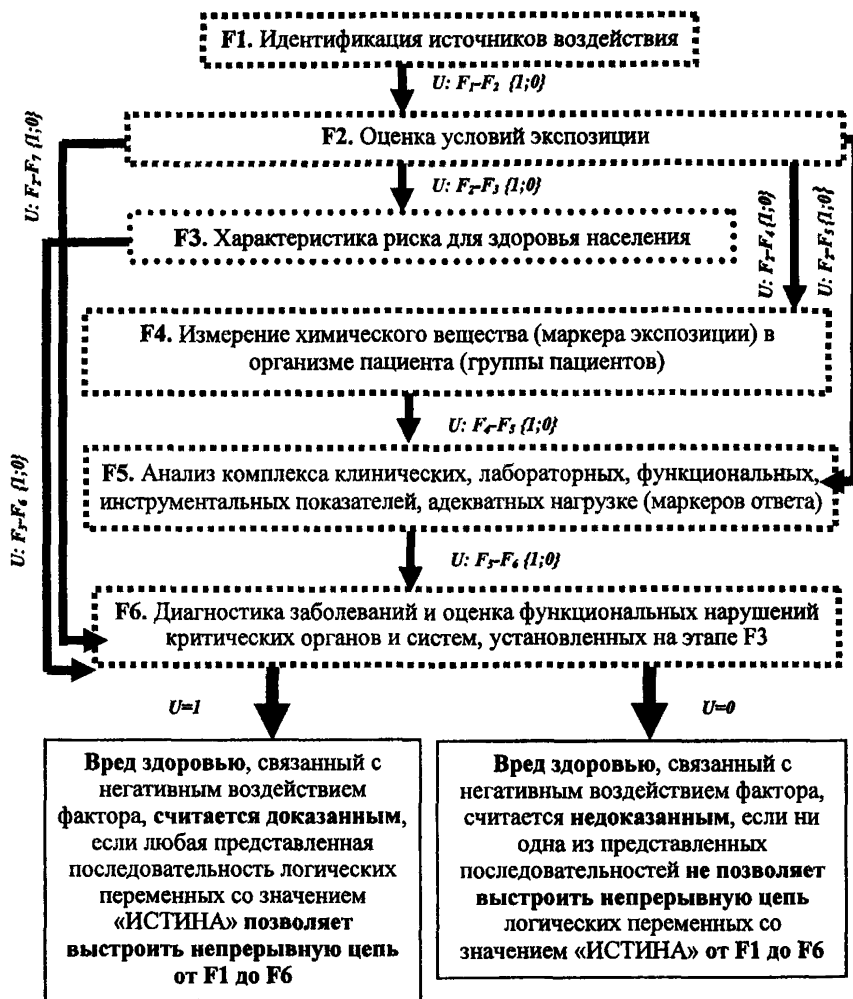 F1. Идентификация источников воздействия
U: F₁-F₂ {1;0}
F2. Оценка условий экспозиции
U: F₂-F₇ {1;0}
U: F₂-F₃ {1;0}
U: F₂-F₄ {1;0}
U: F₂-F₅ {1;0}
F3. Характеристика риска для здоровья населения
F4. Измерение химического вещества (маркера экспозиции) в
организме пациента (группы пациентов)
U: F₄-F₅ {1;0}
U: F₃-F₆ {1;0}
F5. Анализ комплекса клинических, лабораторных, функциональных,
инструментальных показателей, адекватных нагрузке (маркеров ответа)
U: F₅-F₆ {1;0}
F6. Диагностика заболеваний и оценка функциональных нарушений
критических органов и систем, установленных на этапе F3
U=1
U=0
Вред здоровью, связанный с
негативным воздействием
фактора, считается доказанным,
если любая представленная
последовательность логических
переменных со значением
«ИСТИНА» позволяет
выстроить непрерывную цепь
от F1 до F6
Вред здоровью, связанный с
негативным воздействием фактора,
считается недоказанным, если ни
одна из представленных
последовательностей не позволяет
выстроить непрерывную цепь
логических переменных со
значением «ИСТИНА» от F1 до F6